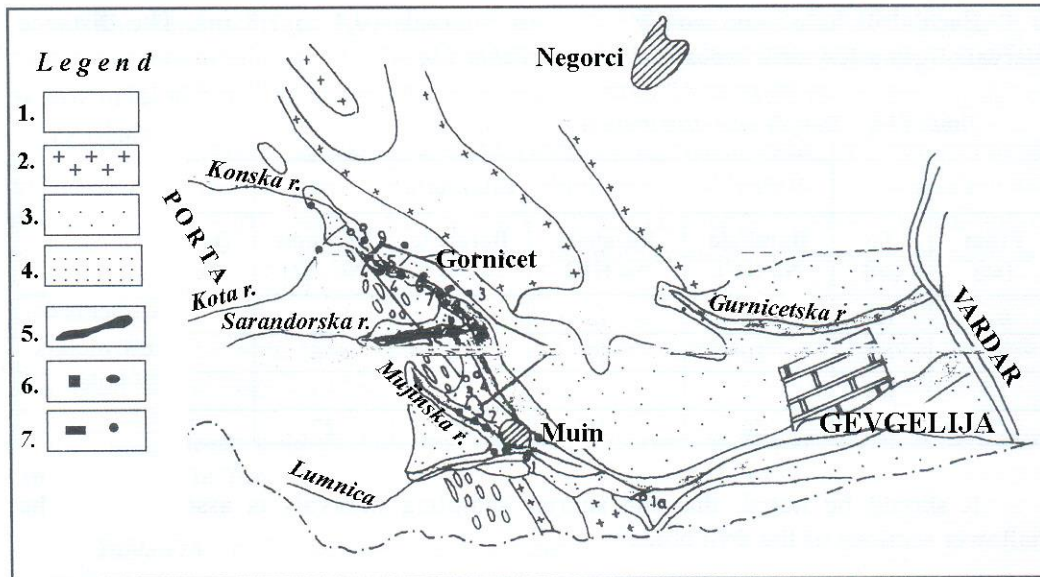 Legend
1.
2.
3.
4.
5.
6.
7.
Negorci
Konska r.
PORTA
Gornicet
Kota r.
Gurnicetska r
Sarandorska r.
VARDAR
Mujinska r.
GEVGELIJA
Muin
Lumnica
1a